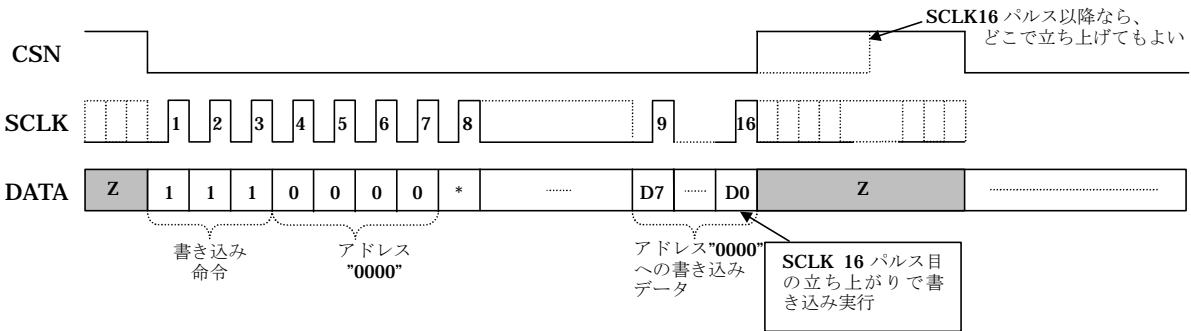 SCLK16 パルス以降なら、
どこで立ち上げてもよい
CSN
SCLK 1 2 3 4 5 6 7 8 9 16
DATA Z 1 1 1 0 0 0 0 * ........ D7 ...... D0 Z
書き込み
命令
アドレス
"0000"
アドレス"0000"
への書き込み
データ
SCLK 16 パルス目
の立ち上がりで書
き込み実行